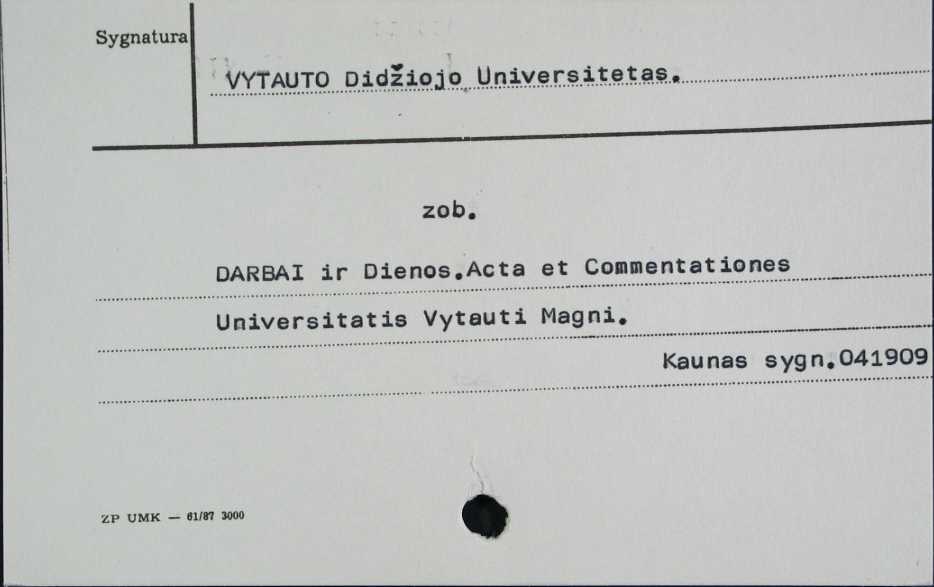 Sygnatura
VYTAUTO Didžiojo Universitetas.
zob.
DARBAI ir Dienos.Acta et Commentationes
Universitatis Vytauti Magni.
Kaunas sygn.041909
ZP UMK — 61/87 3000